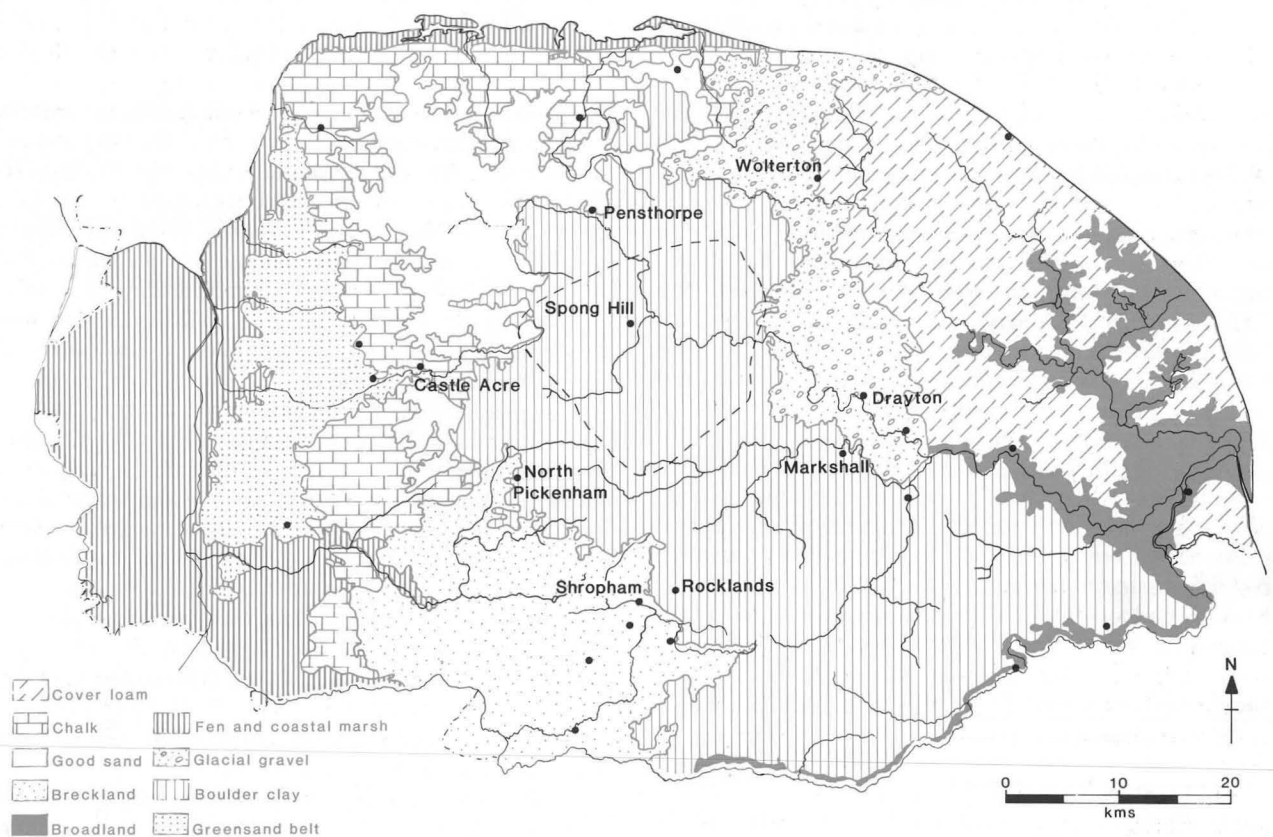 Wolterton
Pensthorpe
Spong Hill
Castle Acre
Drayton
Markshall
North
Pickenham
Shropham
Rocklands
N
Cover loam
Chalk
Fen and coastal marsh
Good sand
Glacial gravel
Breckland
Boulder clay
Broadland
Greensand belt
0 10 20
kms